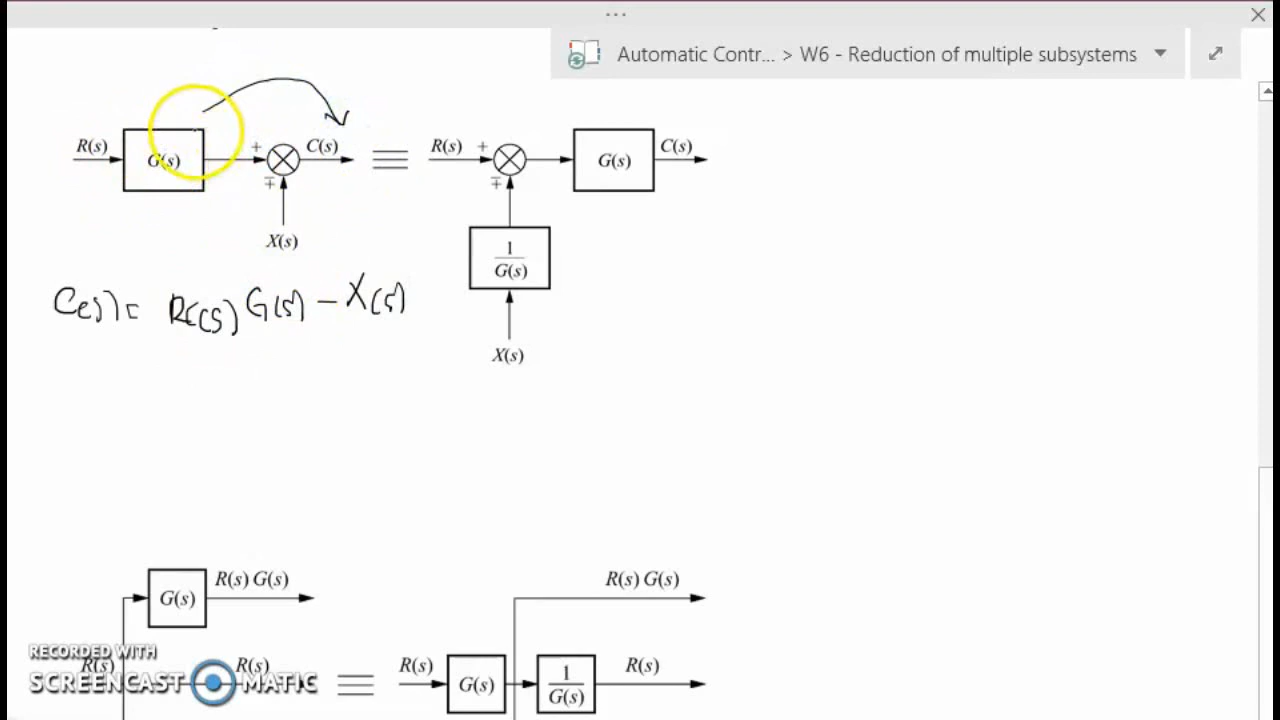 ...
Automatic Contr... > W6 - Reduction of multiple subsystems
R(s) G(s) + ∓ C(s) X(s) ≡ R(s) + ∓ G(s) C(s)
1/G(s)
X(s)
C(s) = R(s) G(s) - X(s)
G(s) R(s) G(s) R(s) G(s)
RECORDED WITH
R(s) R(s) ≡ R(s) G(s) 1/G(s) R(s)
SCREENCAST MATIC